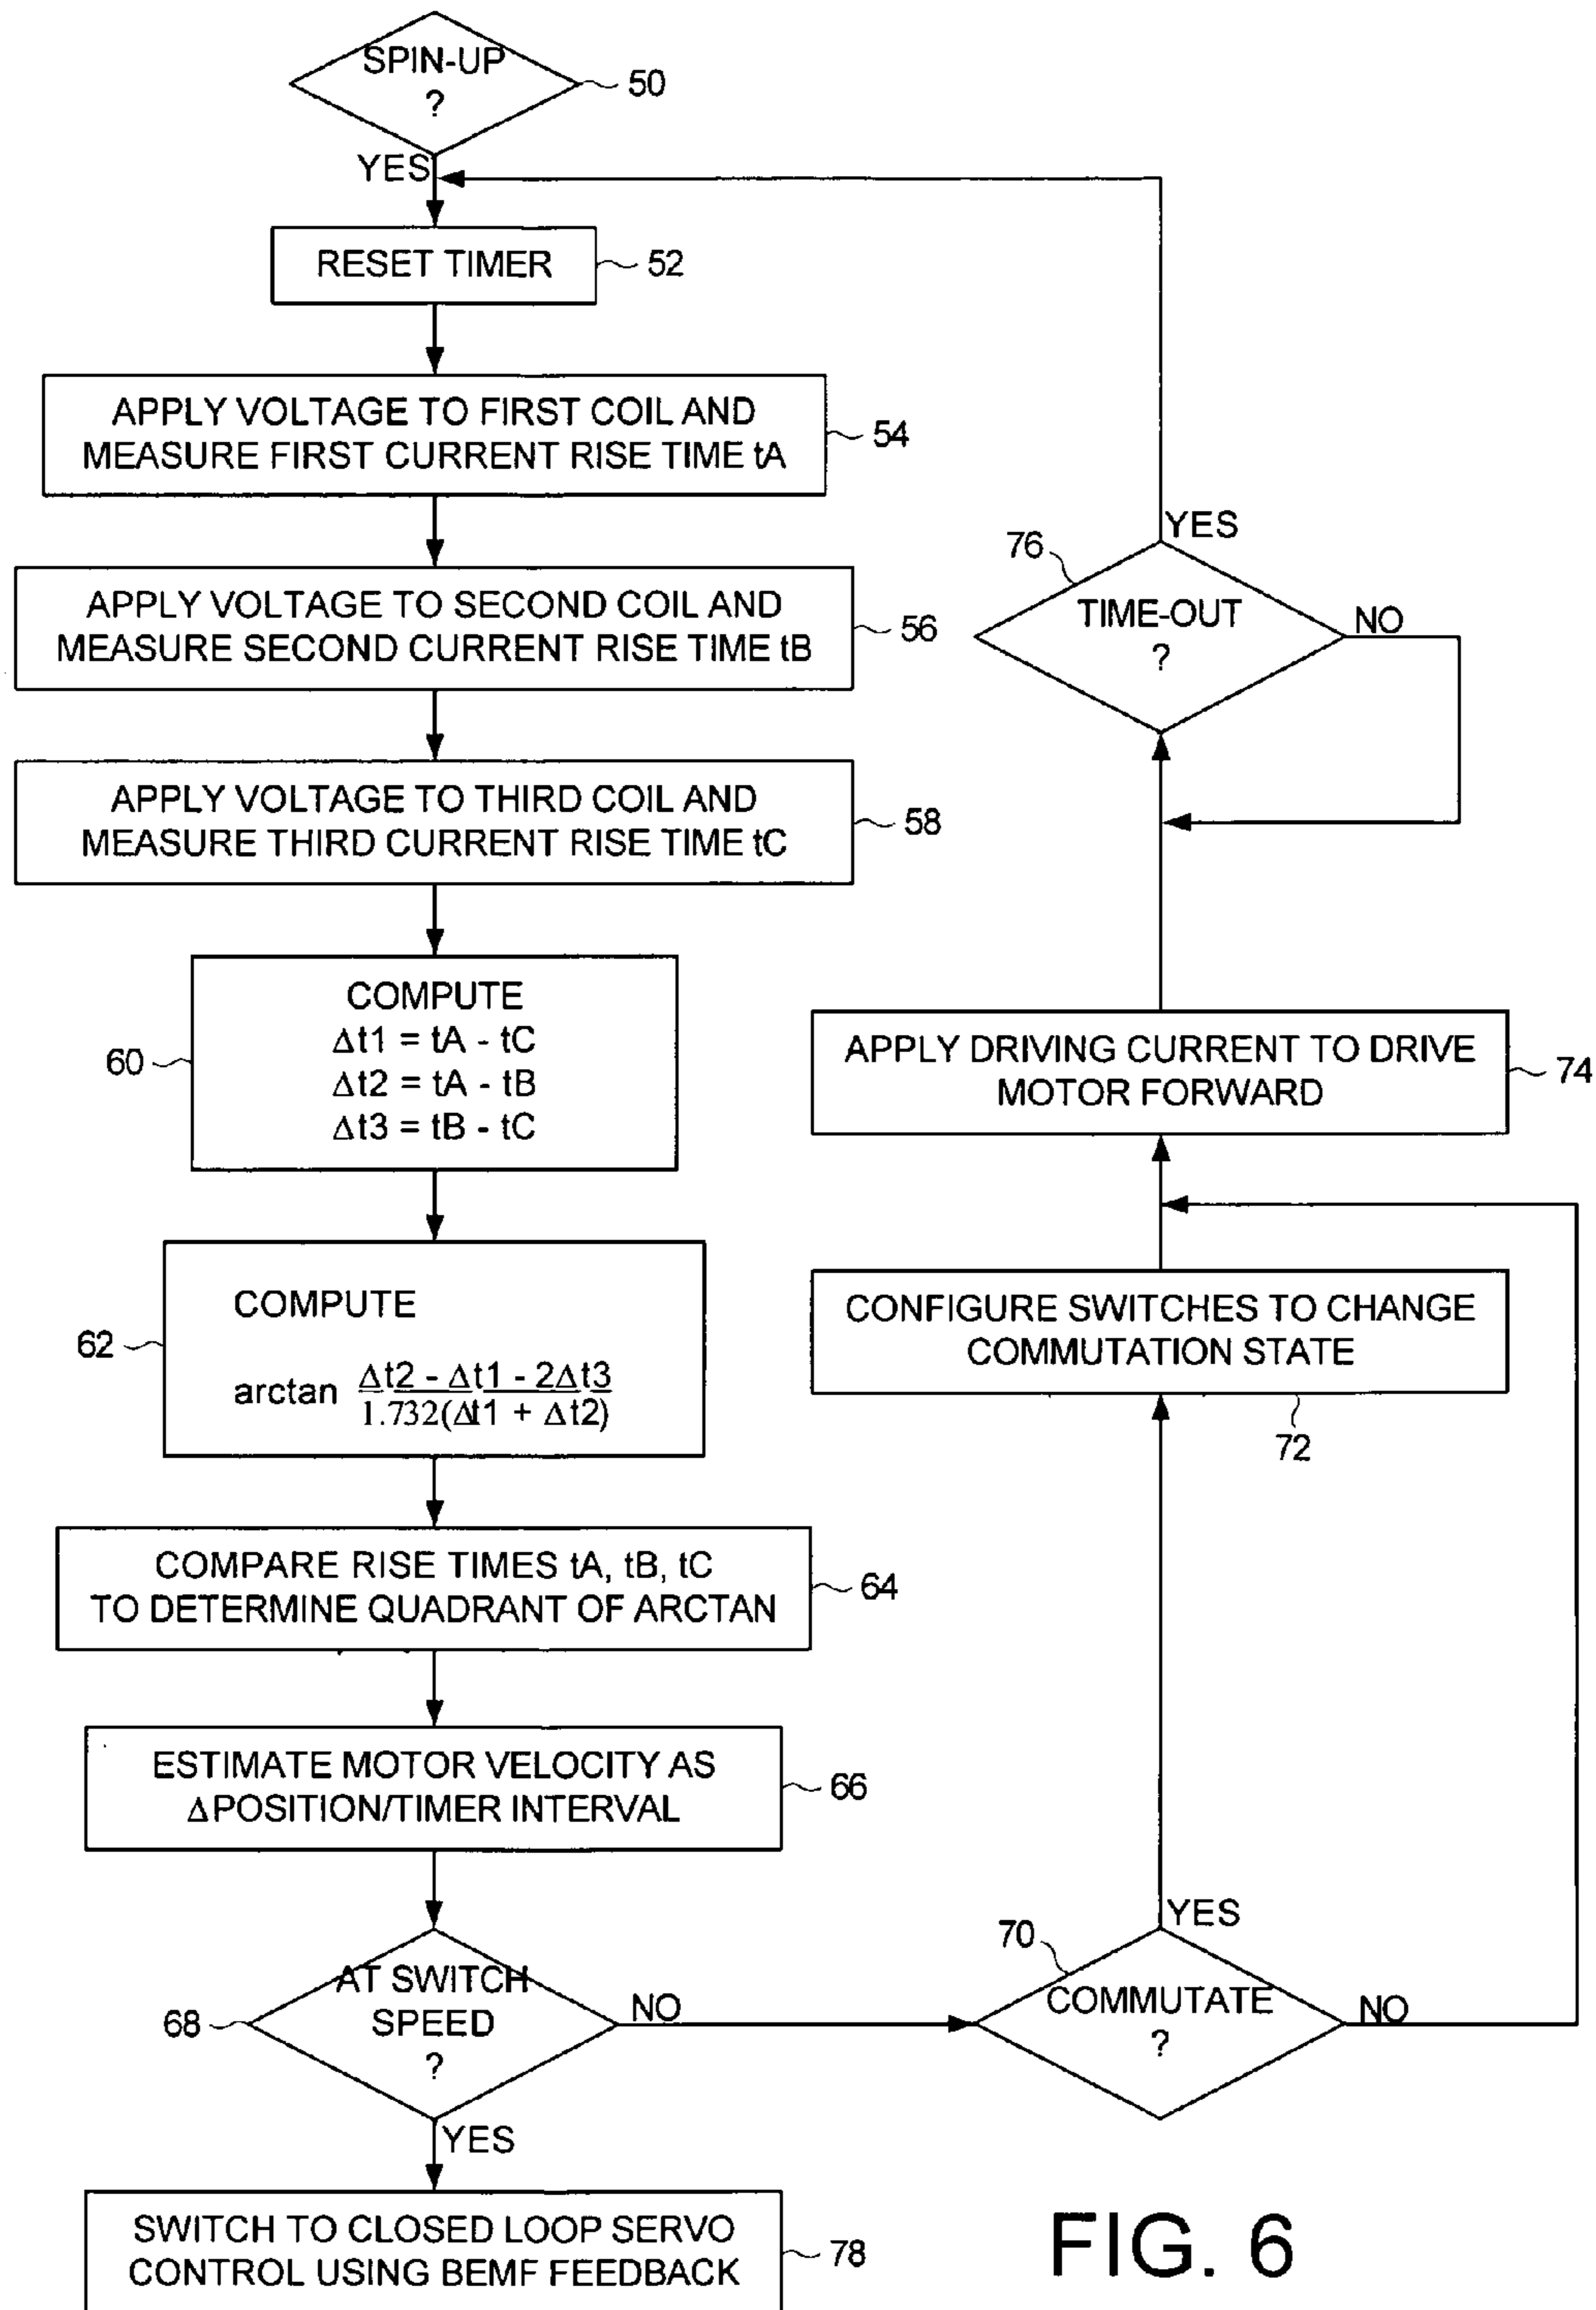 SPIN-UP
?
50
YES
RESET TIMER
52
APPLY VOLTAGE TO FIRST COIL AND
MEASURE FIRST CURRENT RISE TIME tA
54
APPLY VOLTAGE TO SECOND COIL AND
MEASURE SECOND CURRENT RISE TIME tB
56
APPLY VOLTAGE TO THIRD COIL AND
MEASURE THIRD CURRENT RISE TIME tC
58
COMPUTE
Δt1 = tA - tC
Δt2 = tA - tB
Δt3 = tB - tC
60
COMPUTE
arctan
Δt2 - Δt1 - 2Δt3
1.732(Δt1 + Δt2)
62
COMPARE RISE TIMES tA, tB, tC
TO DETERMINE QUADRANT OF ARCTAN
64
ESTIMATE MOTOR VELOCITY AS
ΔPOSITION/TIMER INTERVAL
66
AT SWITCH
SPEED
?
68
NO
YES
SWITCH TO CLOSED LOOP SERVO
CONTROL USING BEMF FEEDBACK
78
70
COMMUTATE
?
YES
NO
CONFIGURE SWITCHES TO CHANGE
COMMUTATION STATE
72
APPLY DRIVING CURRENT TO DRIVE
MOTOR FORWARD
74
76
TIME-OUT
?
YES
NO
FIG. 6